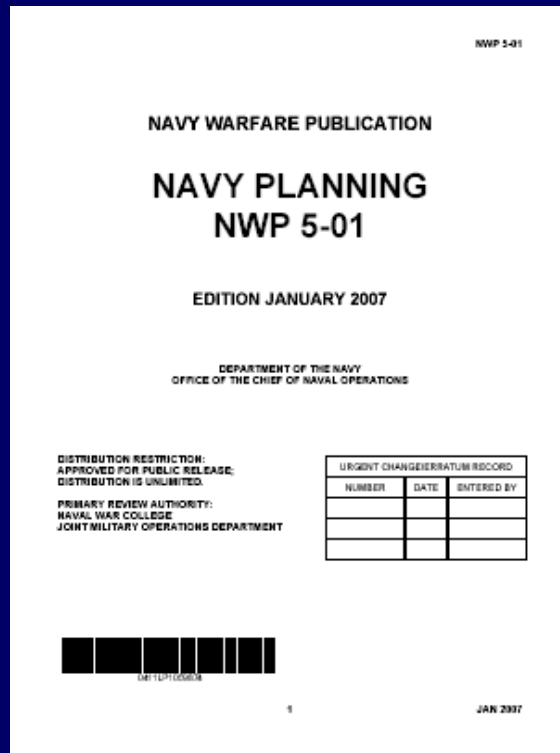 NWP 5-01
NAVY WARFARE PUBLICATION
NAVY PLANNING
NWP 5-01
EDITION JANUARY 2007
DEPARTMENT OF THE NAVY
OFFICE OF THE CHIEF OF NAVAL OPERATIONS
DISTRIBUTION RESTRICTION:
APPROVED FOR PUBLIC RELEASE;
DISTRIBUTION IS UNLIMITED.
PRIMARY REVIEW AUTHORITY:
NAVAL WAR COLLEGE
JOINT MILITARY OPERATIONS DEPARTMENT
URGENT CHANGE/ERRATUM RECORD
NUMBER DATE ENTERED BY
1 JAN 2007